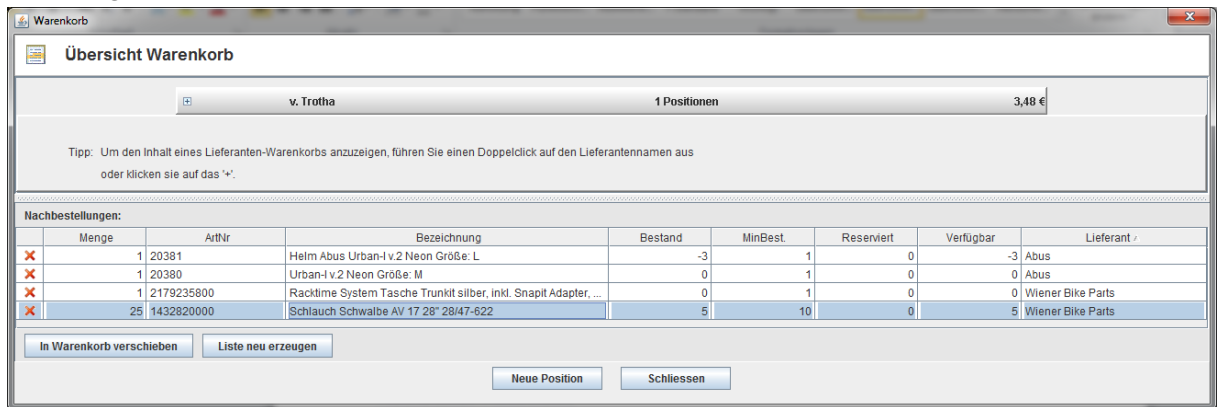 Warenkorb
Übersicht Warenkorb
v. Trotha 1 Positionen 3,48 €
Tipp: Um den Inhalt eines Lieferanten-Warenkorbs anzuzeigen, führen Sie einen Doppelclick auf den Lieferantennamen aus
oder klicken sie auf das '+'.
Nachbestellungen:
Menge ArtNr Bezeichnung Bestand MinBest. Reserviert Verfügbar Lieferant
1 20381 Helm Abus Urban-I v.2 Neon Größe: L -3 1 0 -3 Abus
1 20380 Urban-I v.2 Neon Größe: M 0 1 0 0 Abus
1 2179235800 Racktime System Tasche Trunkit silber, inkl. Snapit Adapter, ... 0 1 0 0 Wiener Bike Parts
25 1432820000 Schlauch Schwalbe AV 17 28" 28/47-622 5 10 0 5 Wiener Bike Parts
In Warenkorb verschieben Liste neu erzeugen
Neue Position Schliessen